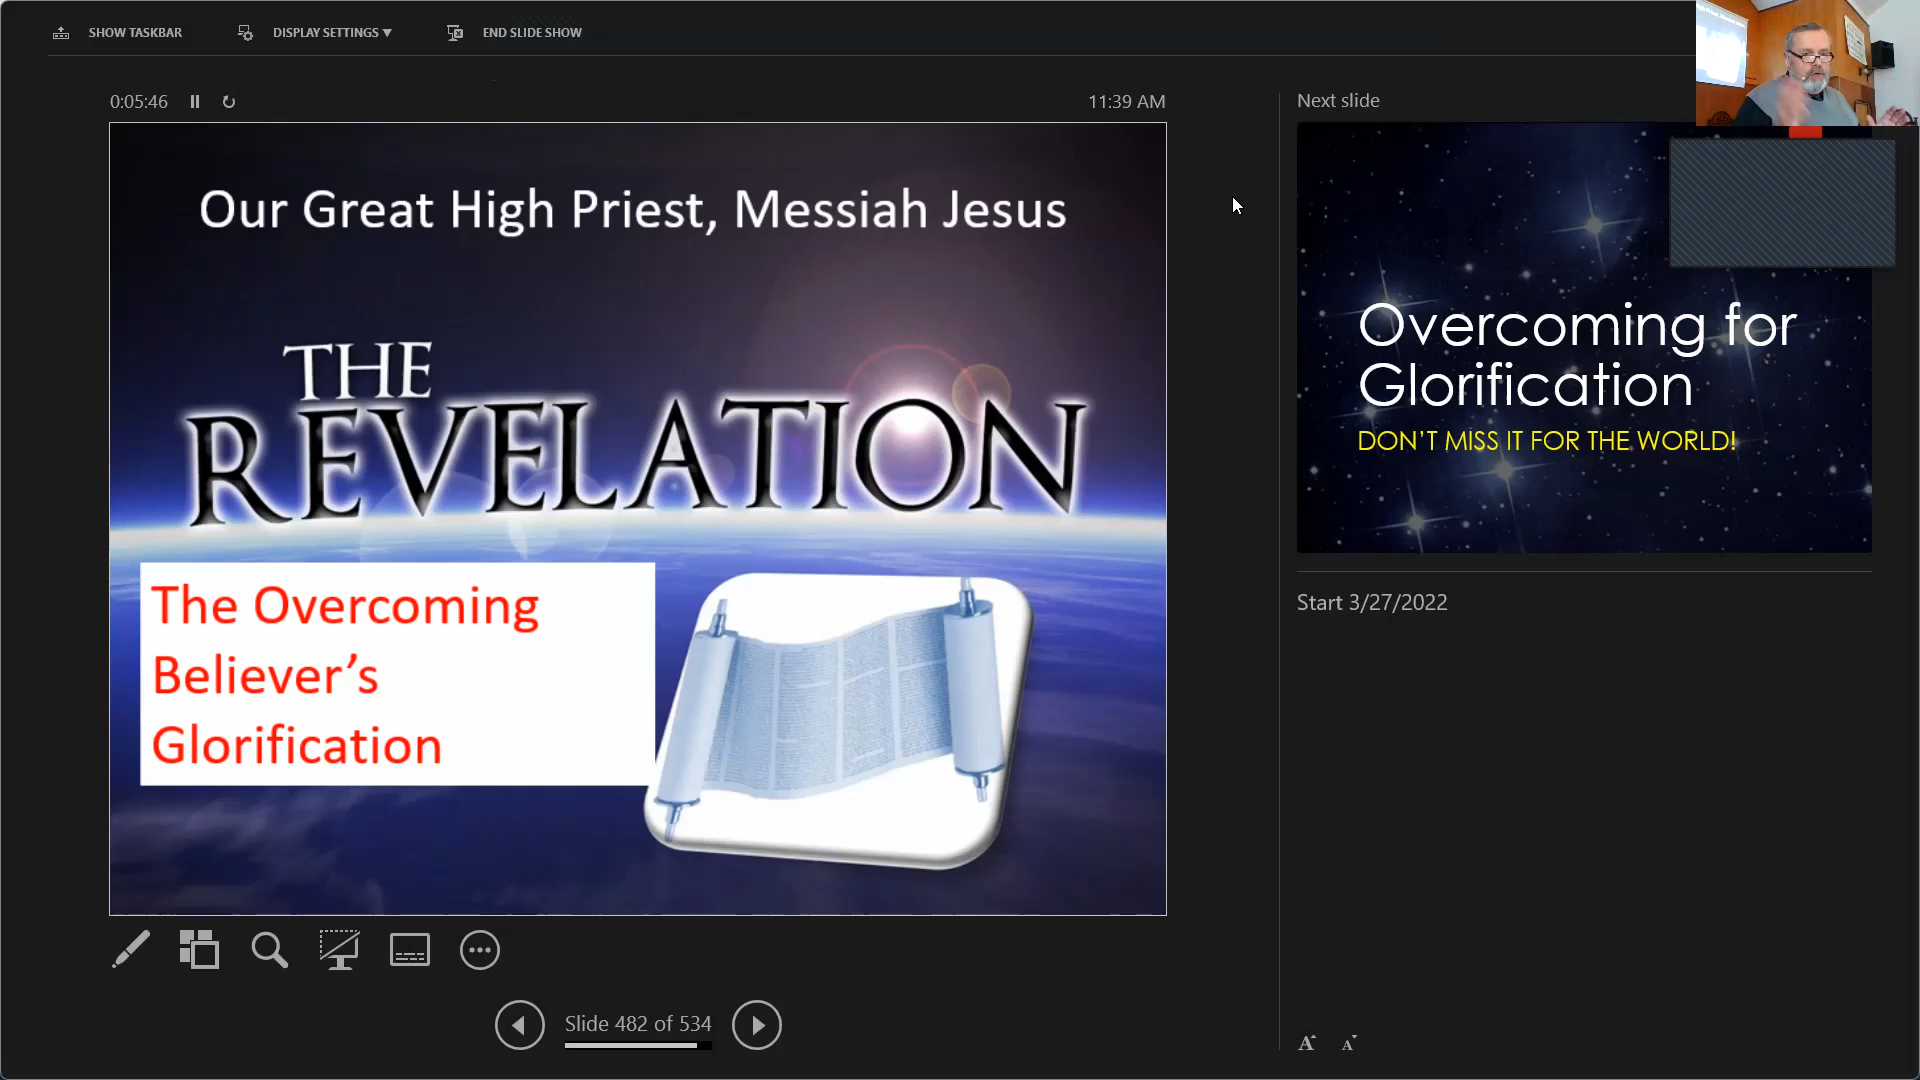 SHOW TASKBAR
DISPLAY SETTINGS ▼
END SLIDE SHOW
0:05:46
11:39 AM
Next slide
Our Great High Priest, Messiah Jesus
THE
REVELATION
The Overcoming
Believer’s
Glorification
Overcoming for
Glorification
DON’T MISS IT FOR THE WORLD!
Start 3/27/2022
Slide 482 of 534
A A